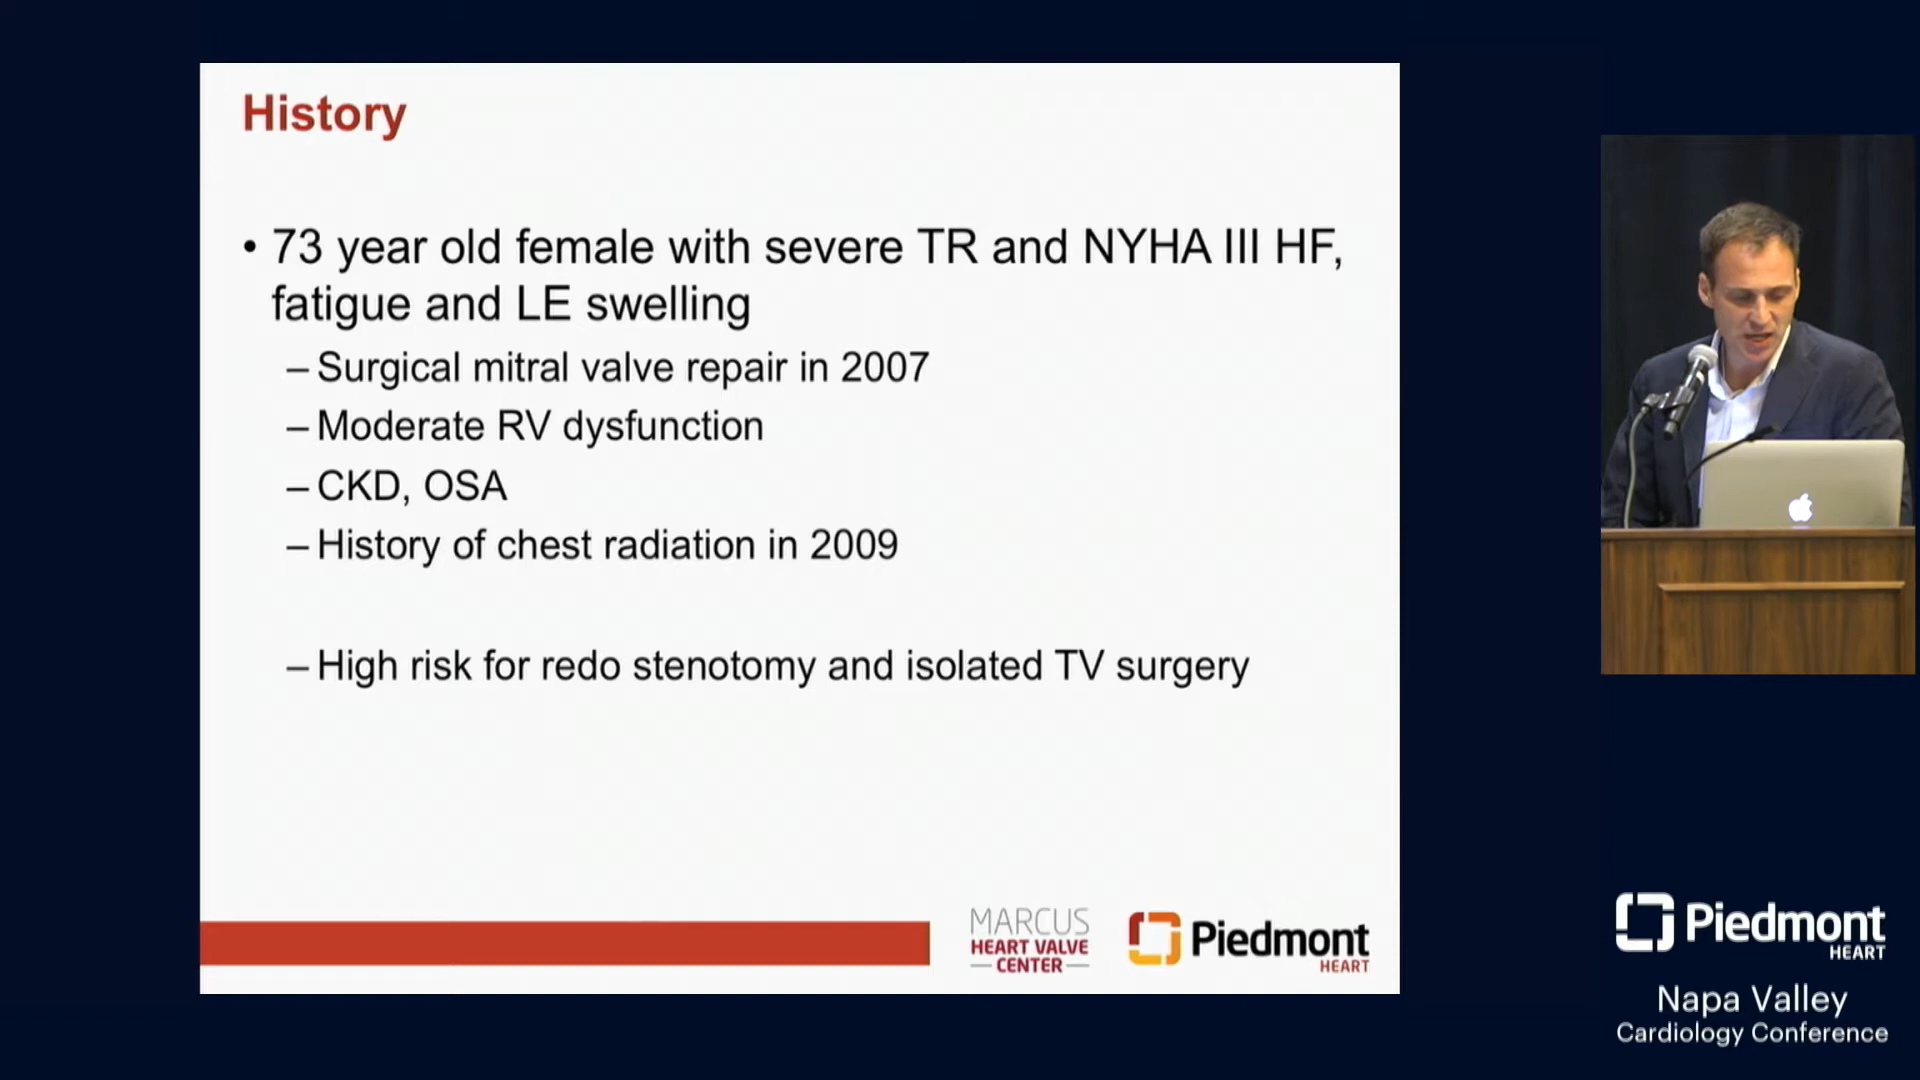 History
• 73 year old female with severe TR and NYHA III HF,
fatigue and LE swelling
– Surgical mitral valve repair in 2007
– Moderate RV dysfunction
– CKD, OSA
– History of chest radiation in 2009
– High risk for redo stenotomy and isolated TV surgery
MARCUS
HEART VALVE
CENTER
Piedmont
HEART
Piedmont
HEART
Napa Valley
Cardiology Conference